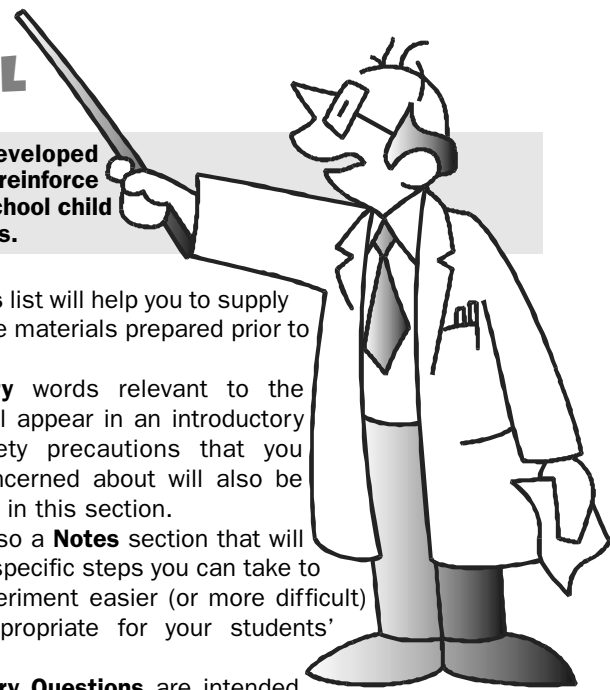 L
eveloped
reinforce
chool child
s.
s list will help you to supply
e materials prepared prior to
ry words relevant to the
l appear in an introductory
ety precautions that you
ncerned about will also be
in this section.
so a Notes section that will
specific steps you can take to
eriment easier (or more difficult)
propriate for your students'
ry Questions are intended